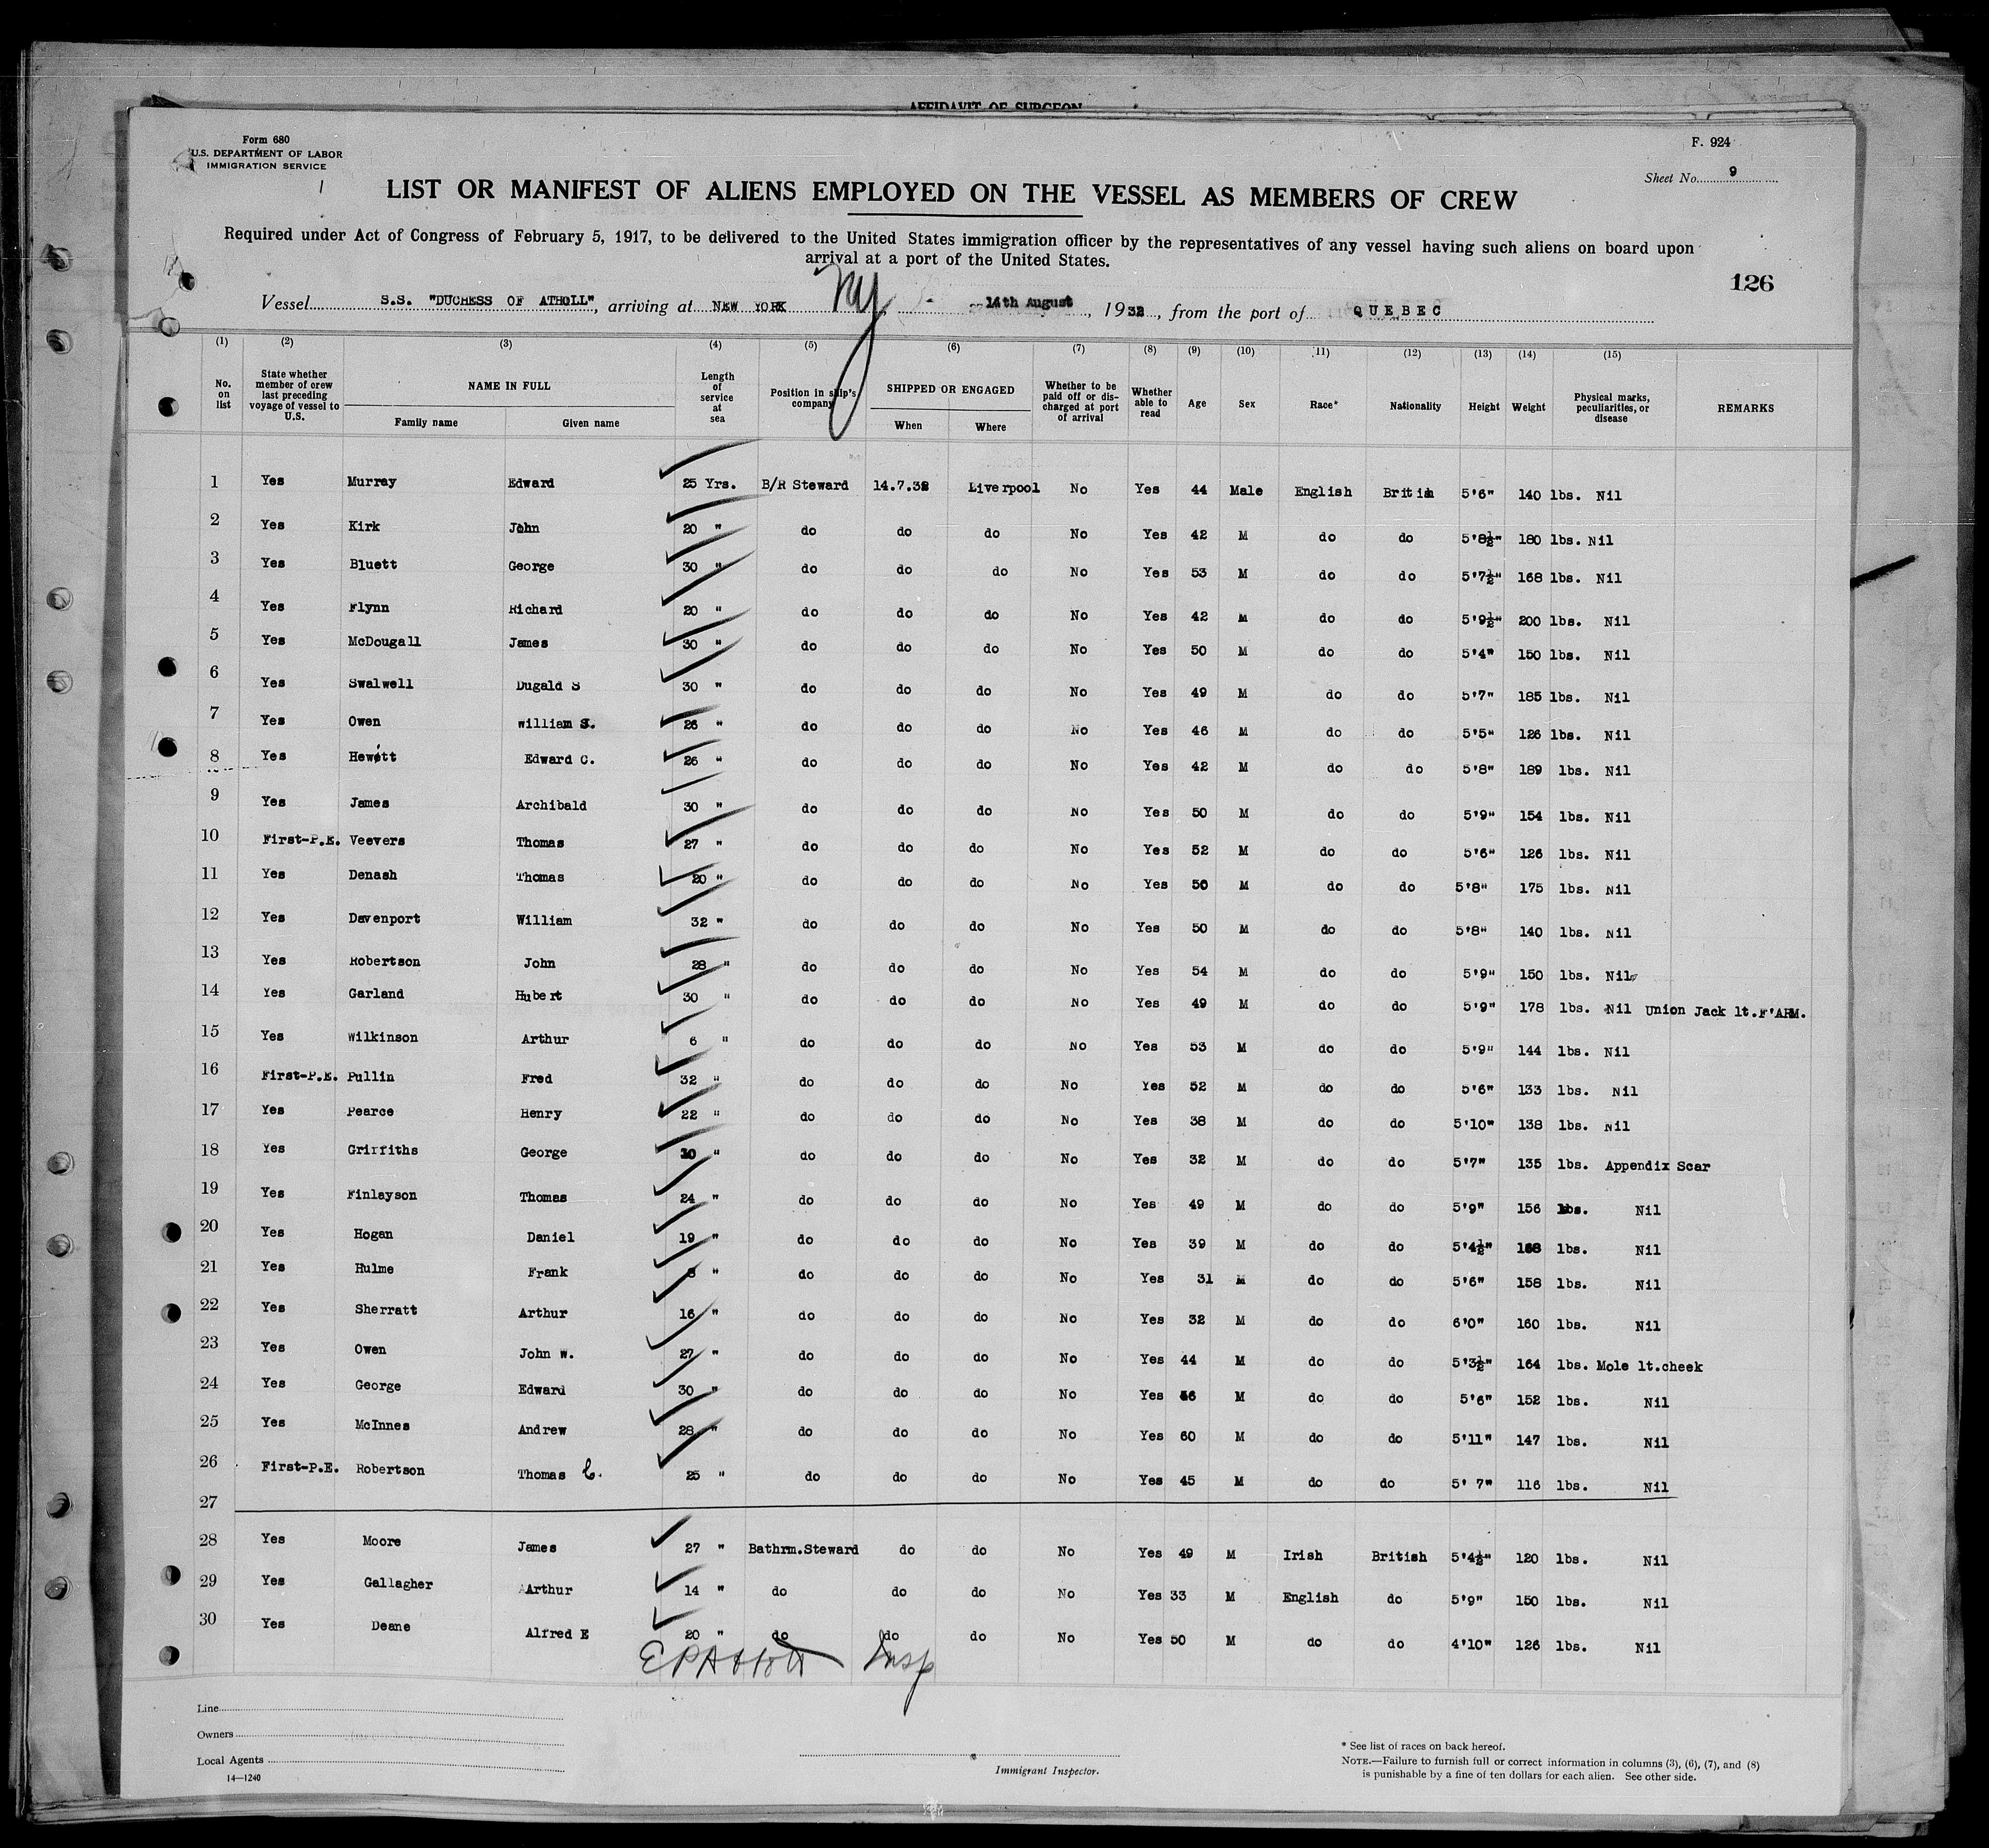 AFFIDAVIT OF SURGEON
Form 680
U.S. DEPARTMENT OF LABOR
IMMIGRATION SERVICE
F. 924
Sheet No. 9
LIST OR MANIFEST OF ALIENS EMPLOYED ON THE VESSEL AS MEMBERS OF CREW
Required under Act of Congress of February 5, 1917, to be delivered to the United States immigration officer by the representatives of any vessel having such aliens on board upon
arrival at a port of the United States.
126
Vessel S.S. "DUCHESS OF ATHOLL", arriving at NEW YORK NY 14th August, 1932, from the port of QUEBEC
(1) (2) (3) (4) (5) (6) (7) (8) (9) (10) (11) (12) (13) (14) (15)
No. on list State whether member of crew last preceding voyage of vessel to U.S. NAME IN FULL Family name Given name Length of service at sea Position in ship's company SHIPPED OR ENGAGED When Where Whether to be paid off or discharged at port of arrival Whether able to read Age Sex Race* Nationality Height Weight Physical marks, peculiarities, or disease REMARKS
1 Yes Murray Edward 25 Yrs. B/R Steward 14.7.32 Liverpool No Yes 44 Male English British 5'6" 140 lbs. Nil
2 Yes Kirk John 20 " do do do No Yes 42 M do do 5'8½" 180 lbs. Nil
3 Yes Bluett George 30 " do do do No Yes 53 M do do 5'7½" 168 lbs. Nil
4 Yes Flynn Richard 20 " do do do No Yes 42 M do do 5'9½" 200 lbs. Nil
5 Yes McDougall James 30 " do do do No Yes 50 M do do 5'4" 150 lbs. Nil
6 Yes Swalwell Dugald S 30 " do do do No Yes 49 M do do 5'7" 185 lbs. Nil
7 Yes Owen William S. 26 " do do do No Yes 46 M do do 5'5" 126 lbs. Nil
8 Yes Hewitt Edward C. 26 " do do do No Yes 42 M do do 5'8" 189 lbs. Nil
9 Yes James Archibald 30 " do do do No Yes 50 M do do 5'9" 154 lbs. Nil
10 First-P.E. Veevers Thomas 27 " do do do No Yes 52 M do do 5'6" 126 lbs. Nil
11 Yes Denash Thomas 20 " do do do No Yes 50 M do do 5'8" 175 lbs. Nil
12 Yes Davenport William 32 " do do do No Yes 50 M do do 5'8" 140 lbs. Nil
13 Yes Robertson John 28 " do do do No Yes 54 M do do 5'9" 150 lbs. Nil
14 Yes Garland Hubert 30 " do do do No Yes 49 M do do 5'9" 178 lbs. Nil Union Jack lt.F'ARM.
15 Yes Wilkinson Arthur 6 " do do do No Yes 53 M do do 5'9" 144 lbs. Nil
16 First-P.E. Pullin Fred 32 " do do do No Yes 52 M do do 5'6" 133 lbs. Nil
17 Yes Pearce Henry 22 " do do do No Yes 38 M do do 5'10" 138 lbs. Nil
18 Yes Griffiths George 10 " do do do No Yes 32 M do do 5'7" 135 lbs. Appendix Scar
19 Yes Finlayson Thomas 24 " do do do No Yes 49 M do do 5'9" 156 lbs. Nil
20 Yes Hogan Daniel 19 " do do do No Yes 39 M do do 5'4½" lbs. Nil
21 Yes Hulme Frank 8 " do do do No Yes 31 M do do 5'6" 158 lbs. Nil
22 Yes Sherratt Arthur 16 " do do do No Yes 32 M do do 6'0" 160 lbs. Nil
23 Yes Owen John W. 27 " do do do No Yes 44 M do do 5'3½" 164 lbs. Mole lt.cheek
24 Yes George Edward 30 " do do do No Yes M do do 5'6" 152 lbs. Nil
25 Yes McInnes Andrew 28 " do do do No Yes 60 M do do 5'11" 147 lbs. Nil
26 First-P.E. Robertson Thomas C. 25 " do do do No Yes 45 M do do 5' 7" 116 lbs. Nil
27
28 Yes Moore James 27 " Bathrm.Steward do do No Yes 49 M Irish British 5'4½" 120 lbs. Nil
29 Yes Gallagher Arthur 14 " do do do No Yes 33 M English do 5'9" 150 lbs. Nil
30 Yes Deane Alfred E 20 " do do do No Yes 50 M do do 4'10" 126 lbs. Nil
Insp
Line
Owners
Local Agents
14—1240
Immigrant Inspector.
* See list of races on back hereof.
NOTE.—Failure to furnish full or correct information in columns (3), (6), (7), and (8)
is punishable by a fine of ten dollars for each alien. See other side.